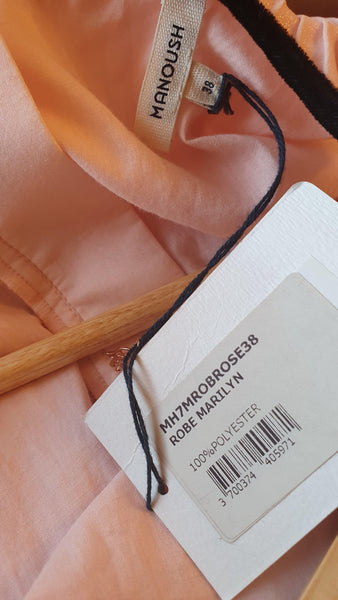 MANOUSH
38
MH7MROBROSE38
ROBE MARILYN
100%POLYESTER
3 700374 405971